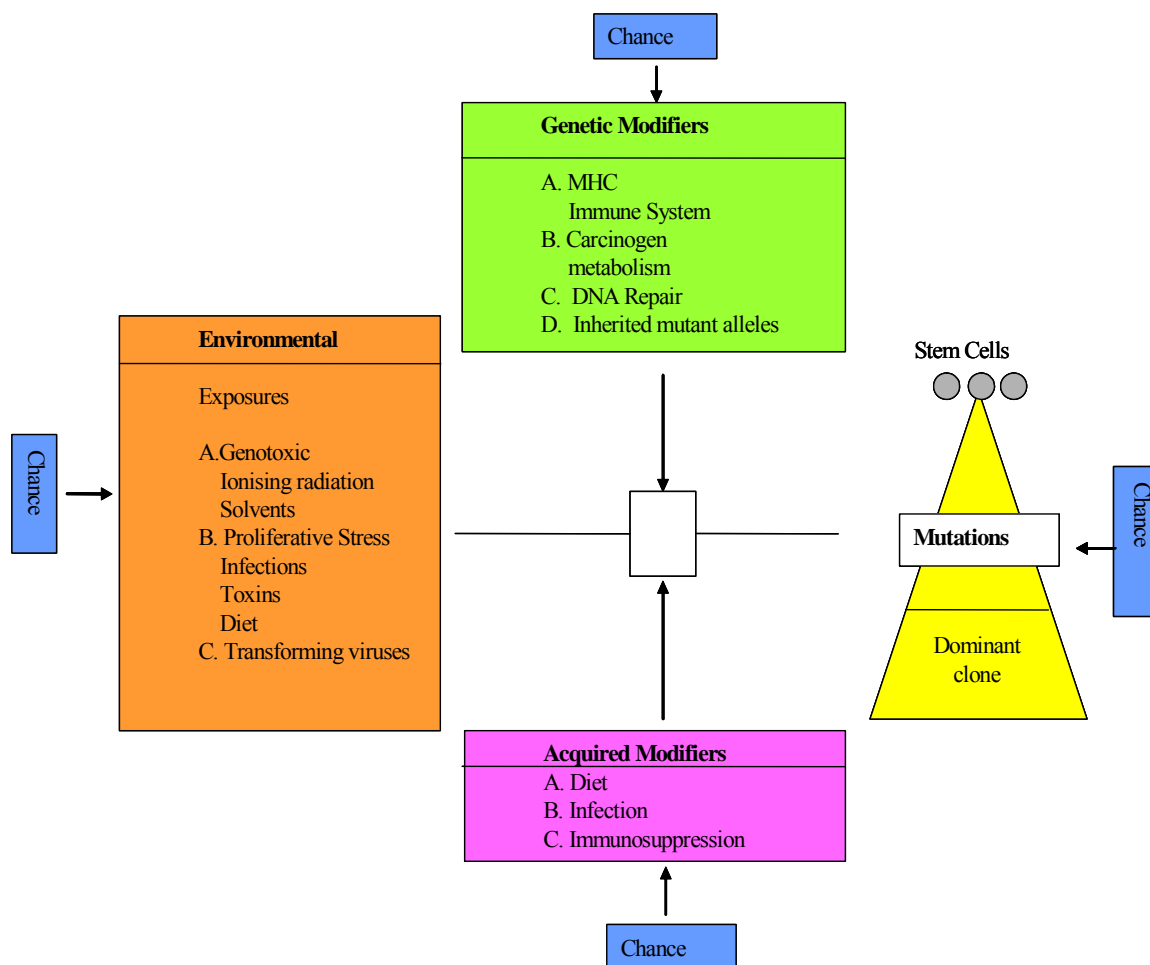 Chance
Genetic Modifiers
A. MHC
Immune System
B. Carcinogen
metabolism
C. DNA Repair
D. Inherited mutant alleles
Environmental
Exposures
A.Genotoxic
Ionising radiation
Solvents
B. Proliferative Stress
Infections
Toxins
Diet
C. Transforming viruses
Chance
Stem Cells
Mutations
Dominant
clone
Chance
Acquired Modifiers
A. Diet
B. Infection
C. Immunosuppression
Chance